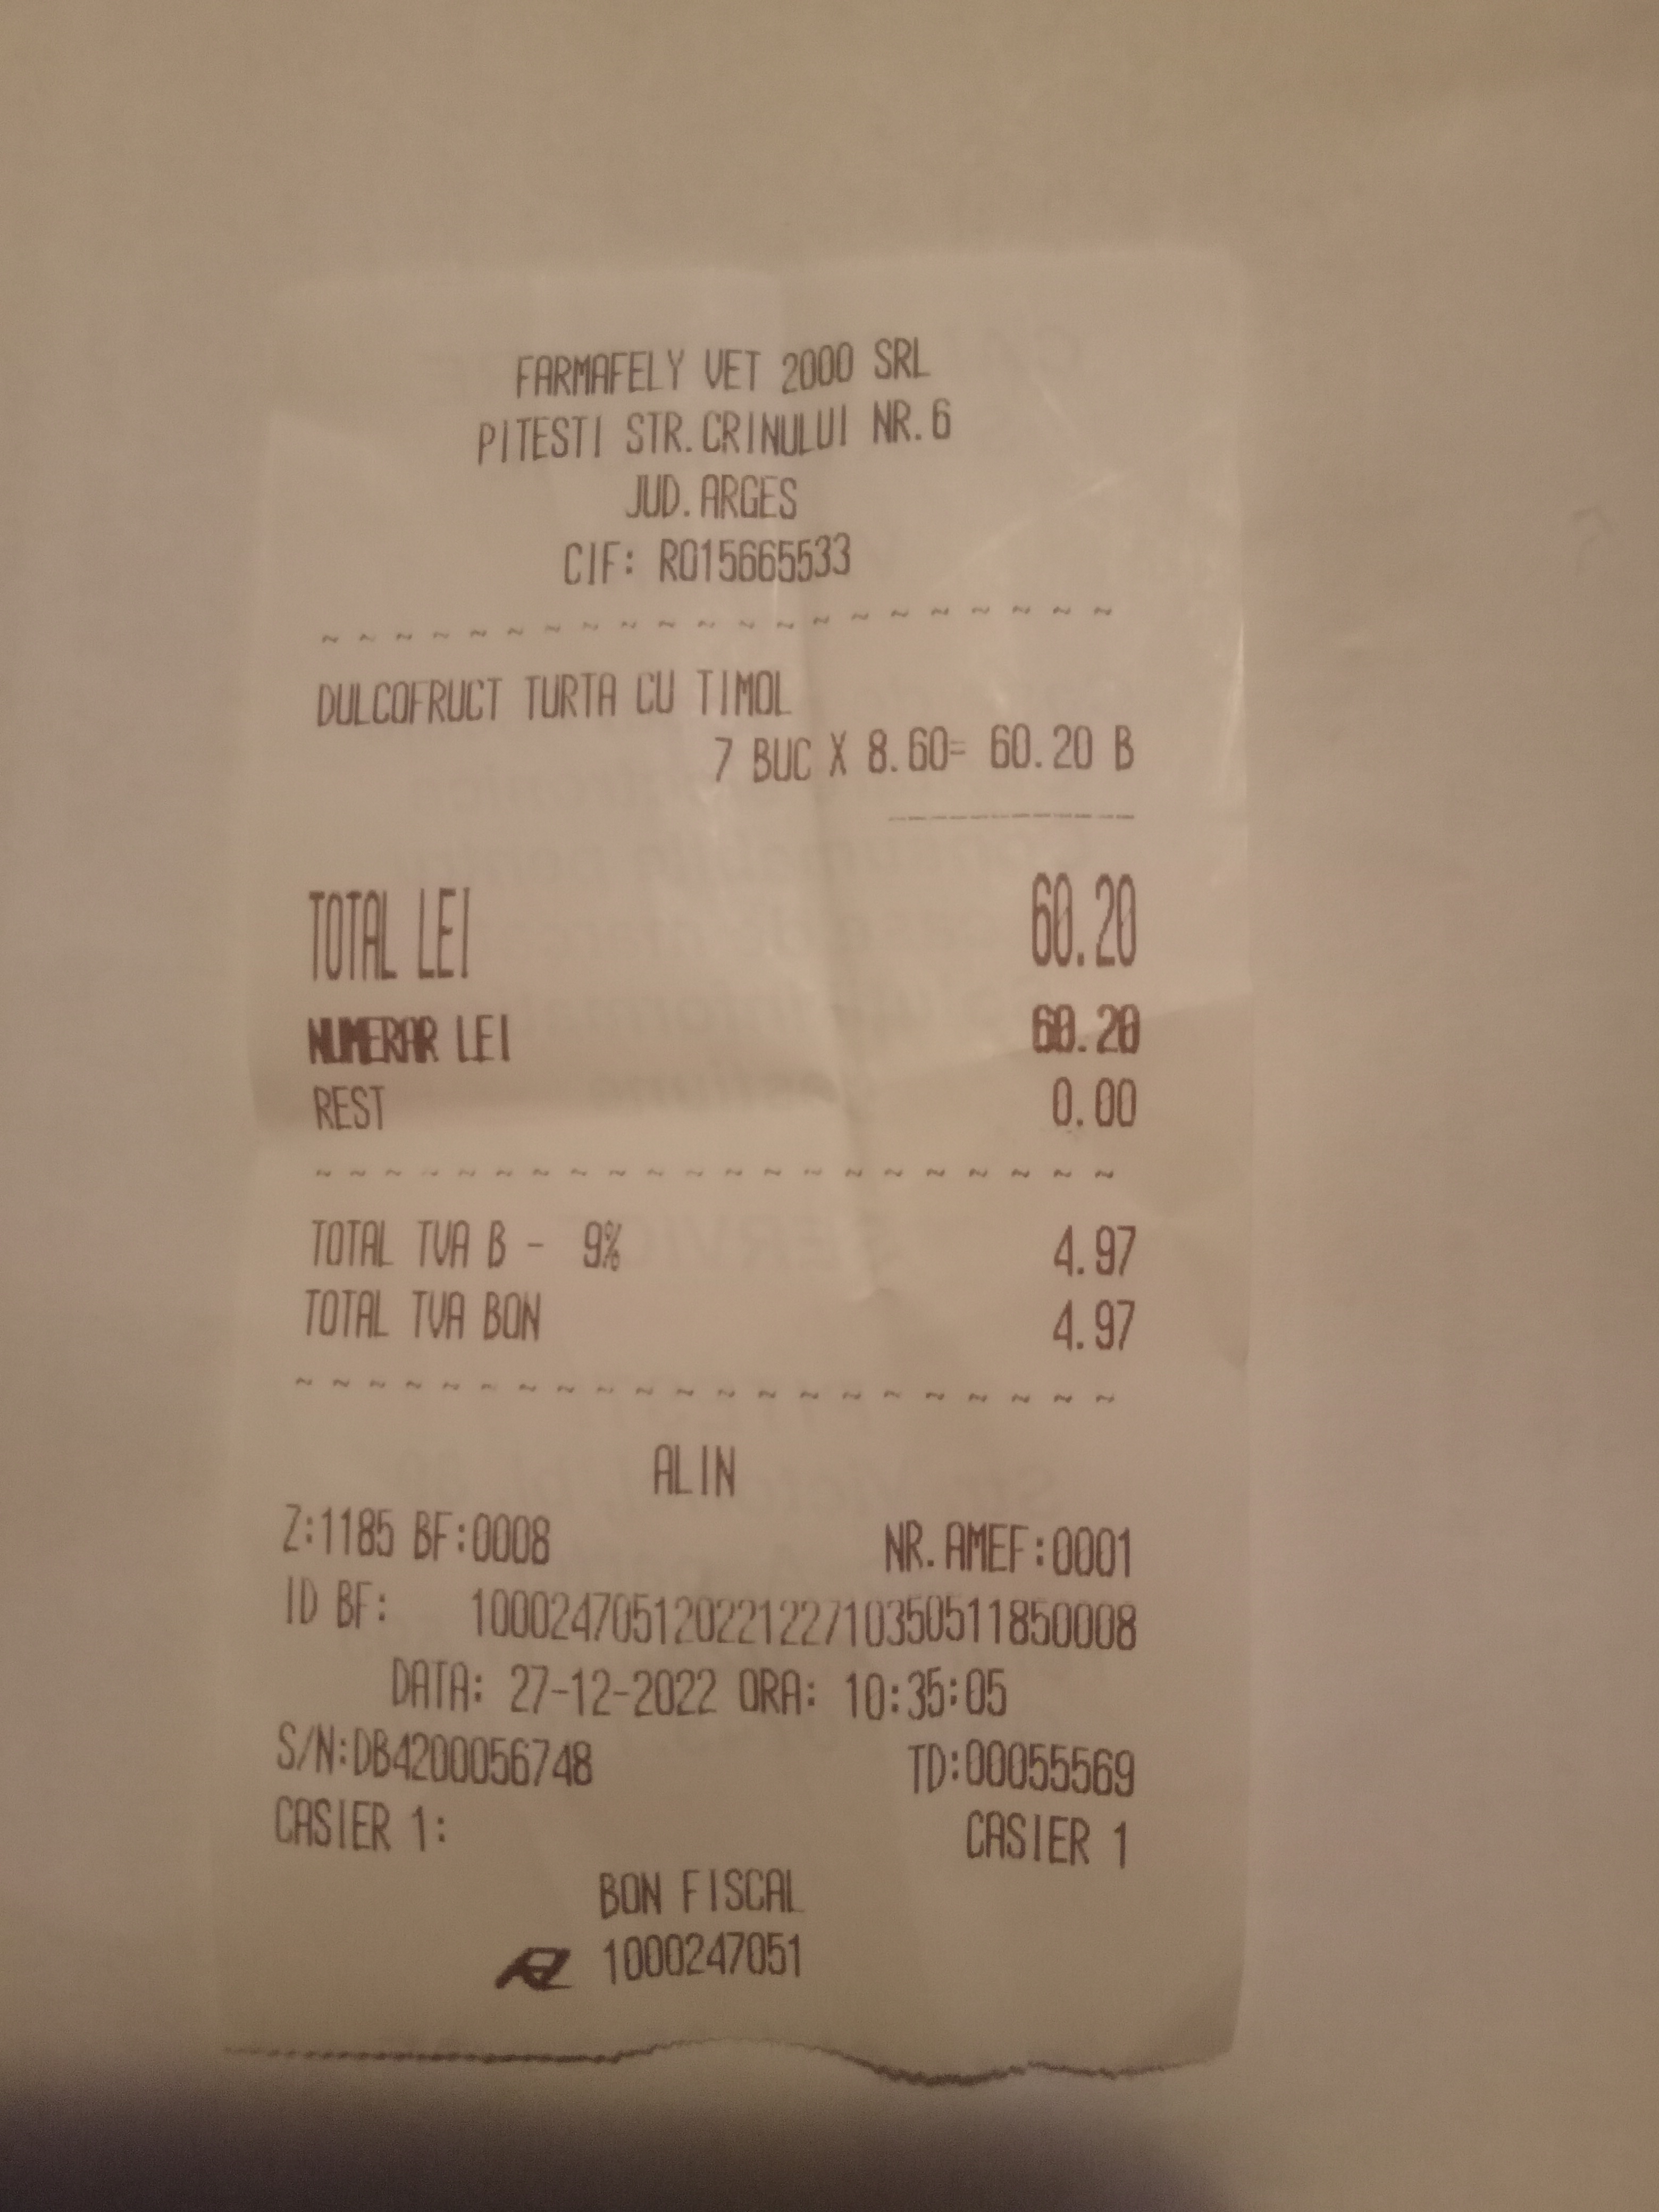 FARMAFELY VET 2000 SRL
PITESTI STR.CRINULUI NR.6
JUD.ARGES
CIF: RO15665533
~ ~ ~ ~ ~ ~ ~ ~ ~ ~ ~ ~ ~ ~ ~ ~ ~ ~ ~ ~ ~
DULCOFRUCT TURTA CU TIMOL
7 BUC X 8.60= 60.20 B
TOTAL LEI 60.20
NUMERAR LEI 60.20
REST 0.00
~ ~ ~ ~ ~ ~ ~ ~ ~ ~ ~ ~ ~ ~ ~ ~ ~ ~ ~ ~ ~
TOTAL TVA B - 9% 4.97
TOTAL TVA BON 4.97
~ ~ ~ ~ ~ ~ ~ ~ ~ ~ ~ ~ ~ ~ ~ ~ ~ ~ ~ ~ ~
ALIN
Z:1185 BF:0008 NR.AMEF:0001
ID BF: 10002470512022122710350511850008
DATA: 27-12-2022 ORA: 10:35:05
S/N:DB4200056748 TD:00055569
CASIER 1: CASIER 1
BON FISCAL
1000247051